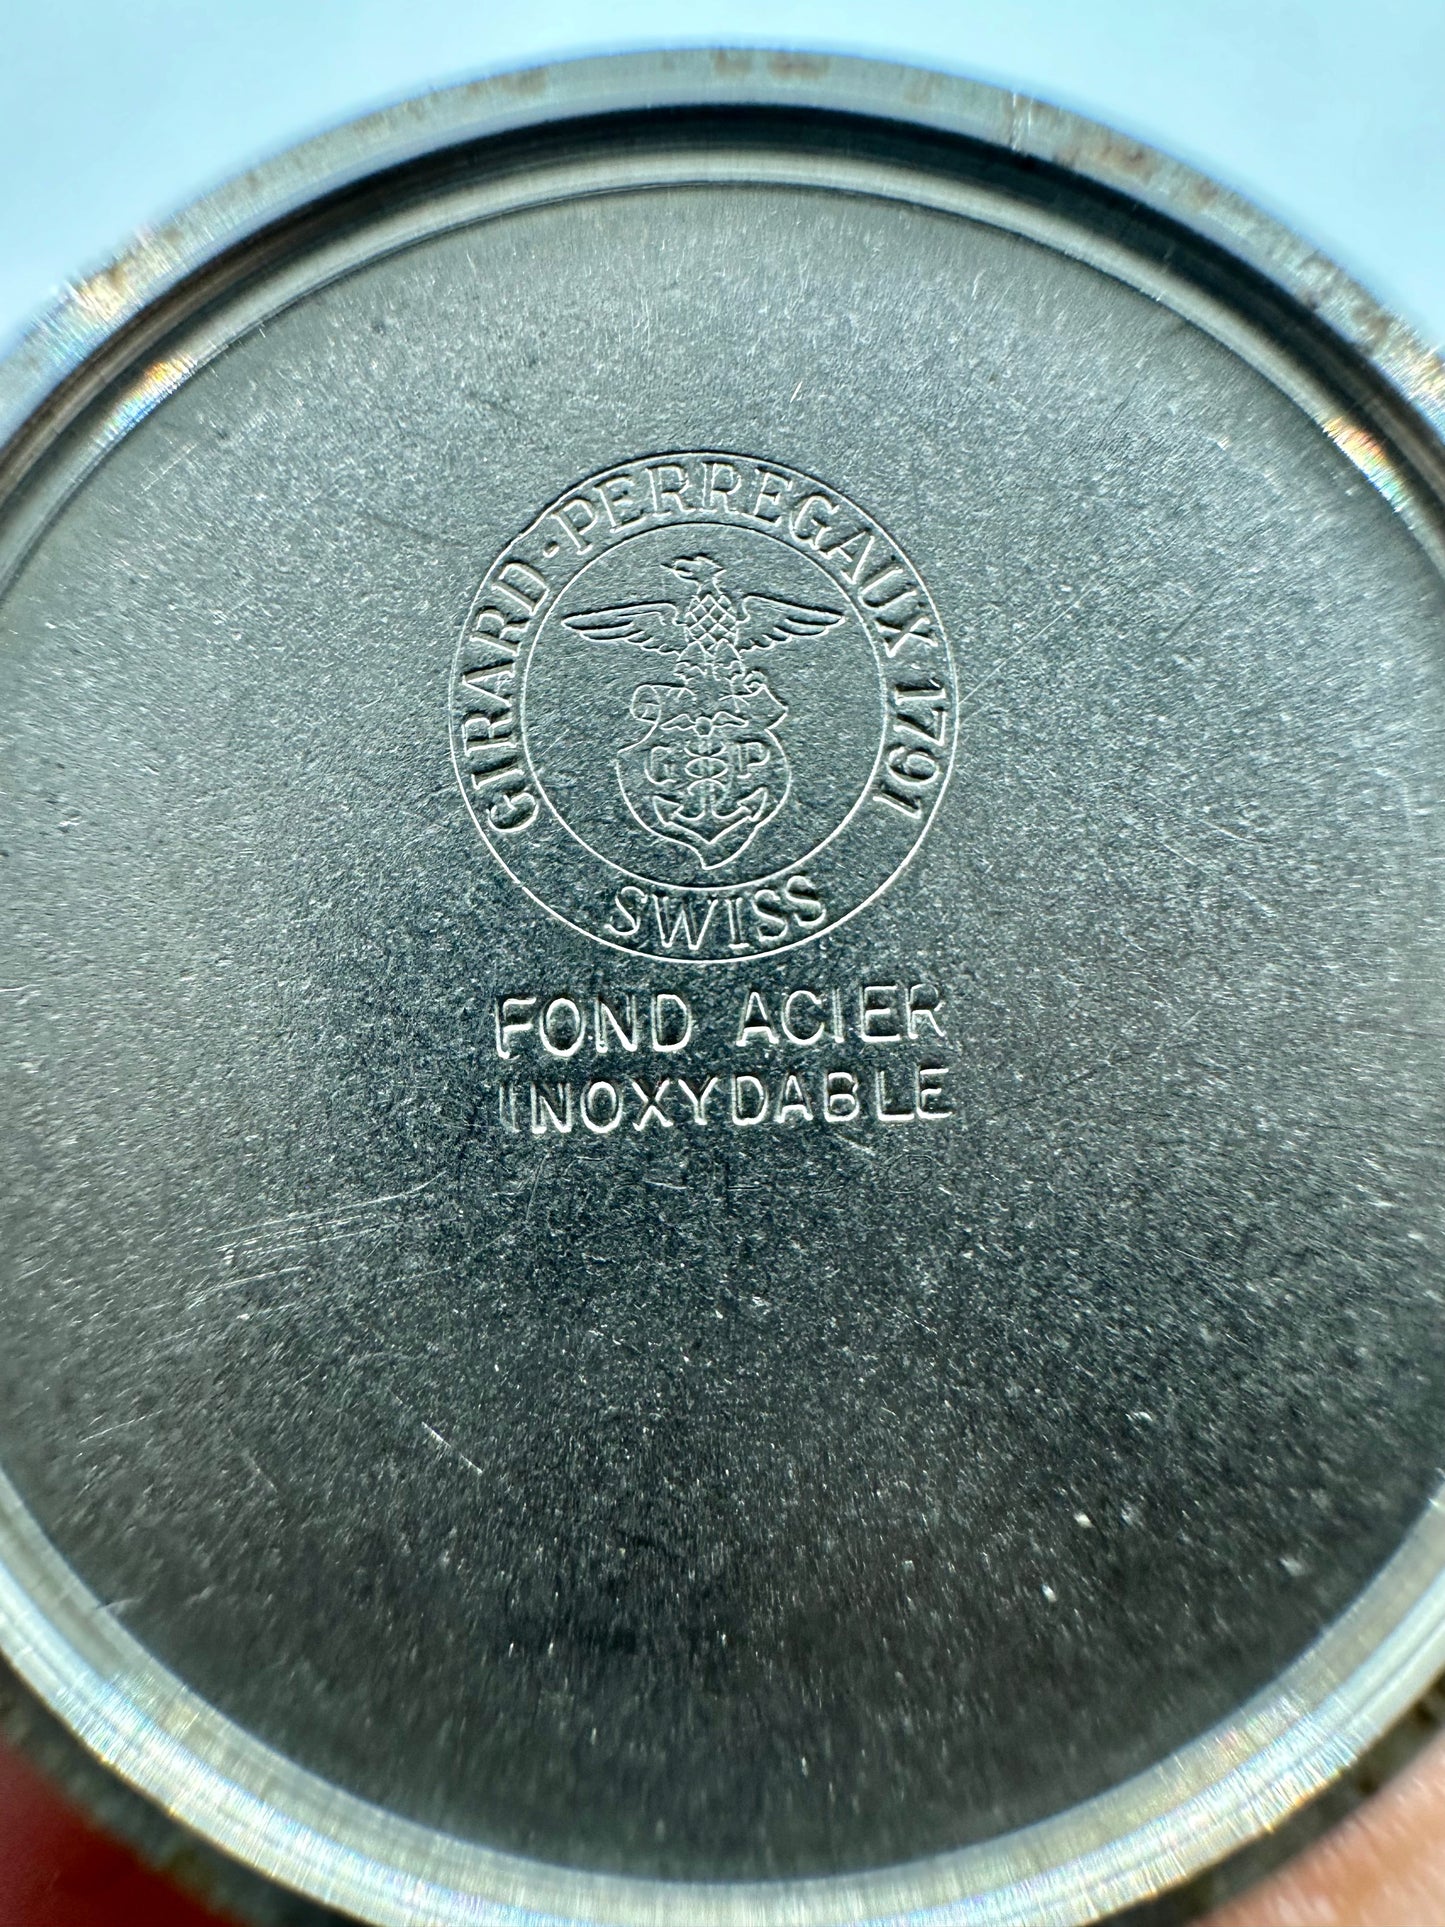 GIRARD·PERREGAUX 1791
G P
SWISS
FOND ACIER
INOXYDABLE